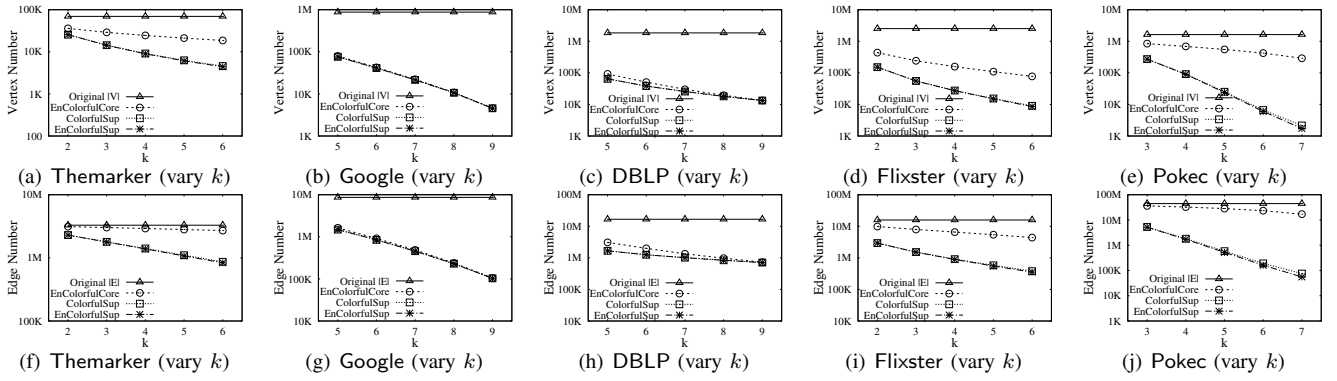 Vertex Number
100K
10K
1K
100
Original |V|
EnColorfulCore
ColorfulSup
EnColorfulSup
2 3 4 5 6
k
(a) Themarker (vary k)
Vertex Number
1M
100K
10K
1K
Original |V|
EnColorfulCore
ColorfulSup
EnColorfulSup
5 6 7 8 9
k
(b) Google (vary k)
Vertex Number
10M
1M
100K
10K
1K
Original |V|
EnColorfulCore
ColorfulSup
EnColorfulSup
5 6 7 8 9
k
(c) DBLP (vary k)
Vertex Number
10M
1M
100K
10K
1K
Original |V|
EnColorfulCore
ColorfulSup
EnColorfulSup
2 3 4 5 6
k
(d) Flixster (vary k)
Vertex Number
10M
1M
100K
10K
1K
Original |V|
EnColorfulCore
ColorfulSup
EnColorfulSup
3 4 5 6 7
k
(e) Pokec (vary k)
Edge Number
10M
1M
100K
Original |E|
EnColorfulCore
ColorfulSup
EnColorfulSup
2 3 4 5 6
k
(f) Themarker (vary k)
Edge Number
10M
1M
100K
10K
Original |E|
EnColorfulCore
ColorfulSup
EnColorfulSup
5 6 7 8 9
k
(g) Google (vary k)
Edge Number
100M
10M
1M
100K
10K
Original |E|
EnColorfulCore
ColorfulSup
EnColorfulSup
5 6 7 8 9
k
(h) DBLP (vary k)
Edge Number
100M
10M
1M
100K
10K
Original |E|
EnColorfulCore
ColorfulSup
EnColorfulSup
2 3 4 5 6
k
(i) Flixster (vary k)
Edge Number
100M
10M
1M
100K
10K
1K
Original |E|
EnColorfulCore
ColorfulSup
EnColorfulSup
3 4 5 6 7
k
(j) Pokec (vary k)